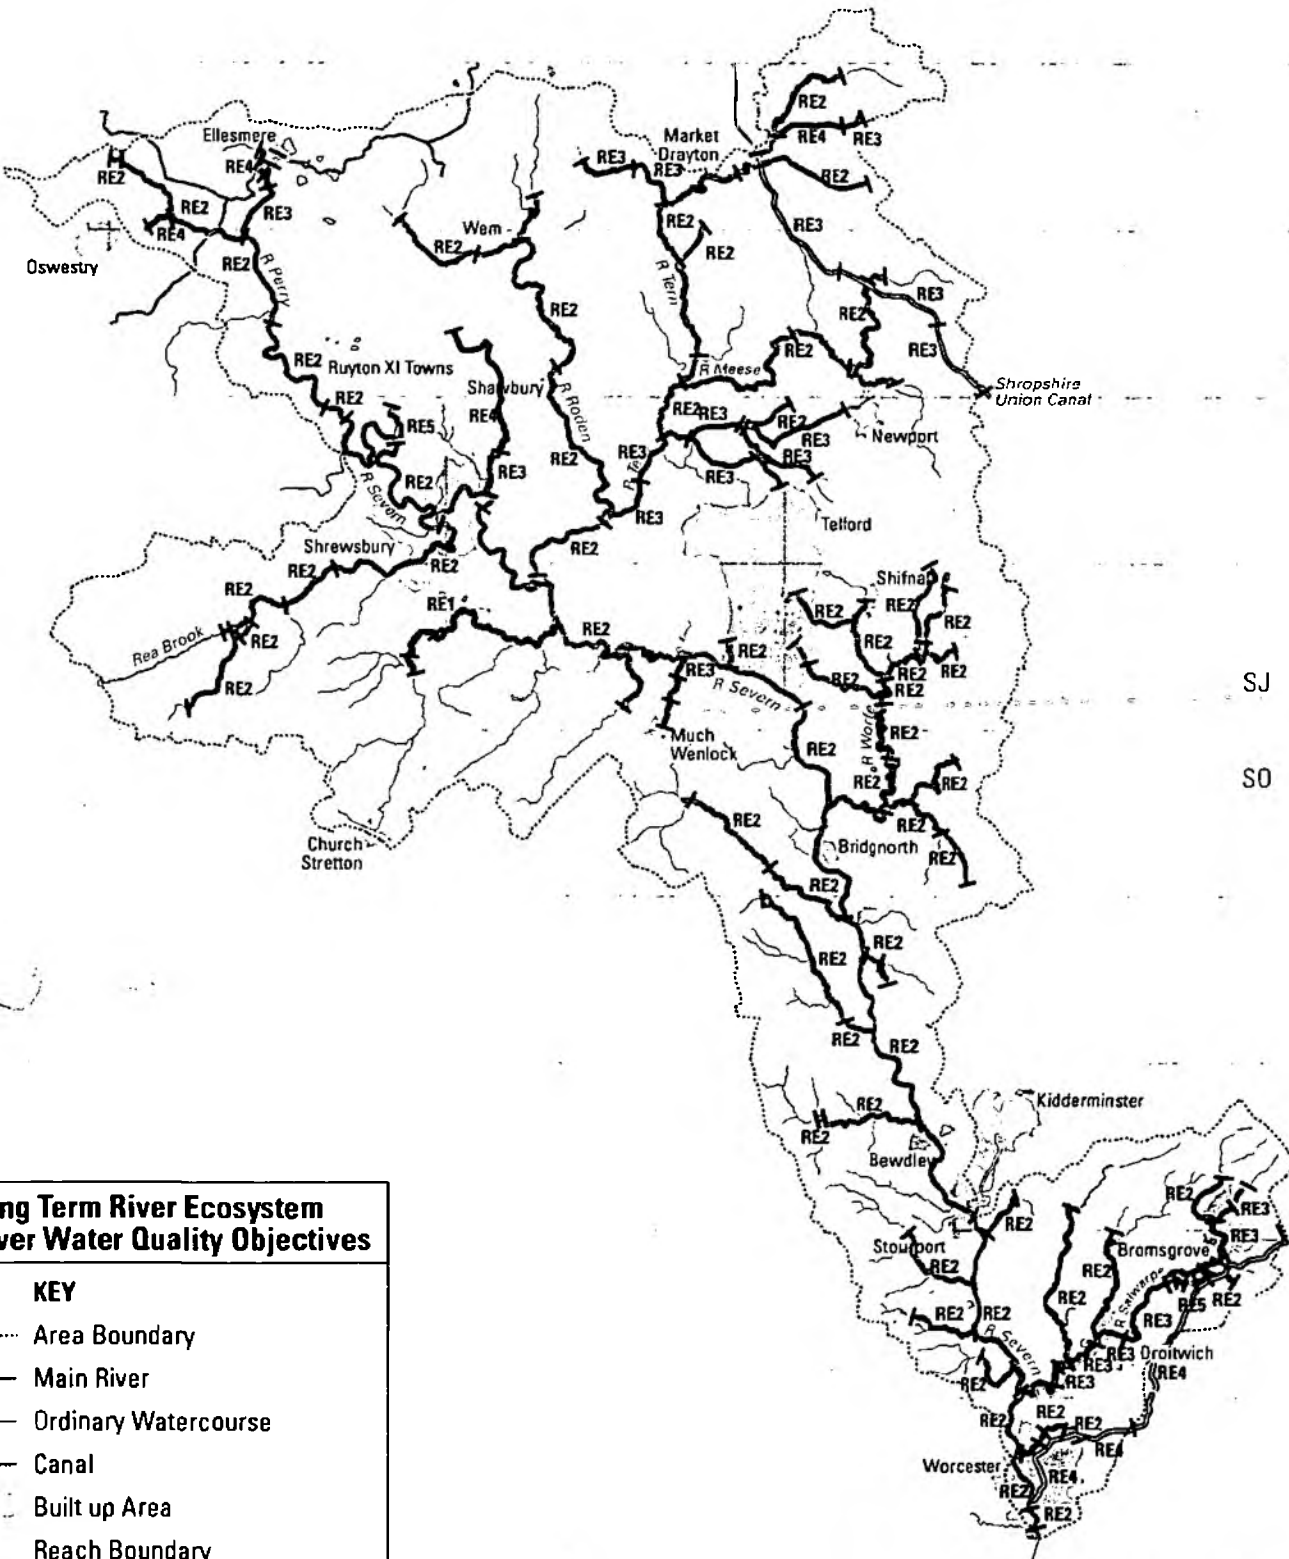 RE2
RE4
RE3
Ellesmere
Market
Drayton
RE4
RE3
RE3
RE2
RE2
RE2
RE3
RE4
Oswestry
RE2
R Perry
Wem
RE2
RE2
RE2
R Tern
RE3
RE2
RE3
RE2
RE3
Shropshire
Union Canal
RE2
Ruyton XI Towns
RE2
RE5
RE2
R Severn
Shawbury
RE4
RE3
R Roden
RE2
R Meese
RE2
RE2
RE3
RE2
RE3
Newport
RE3
RE3
RE3
RE3
Telford
RE2
Shrewsbury
RE2
RE2
RE2
Rea Brook
RE2
RE2
RE1
RE2
RE3
RE2
R Severn
Much
Wenlock
Shifnal
RE2
RE2
RE2
RE2
RE2
RE2
RE2
RE2
R Worfe
RE2
RE2
RE2
RE2
RE2
RE2
SJ
SO
Church
Stretton
RE2
Bridgnorth
RE2
RE2
RE2
RE2
RE2
RE2
RE2
Kidderminster
Bewdley
RE2
Stourport
RE2
RE2
RE2
R Severn
RE2
RE2
RE2
RE2
RE3
RE3
Bromsgrove
R Salwarpe
RE5
RE2
RE3
RE3
RE3
RE3
Droitwich
RE4
RE2
RE2
RE2
RE2
RE4
Worcester
RE4
RE2
RE2
ng Term River Ecosystem
ver Water Quality Objectives
KEY
Area Boundary
Main River
Ordinary Watercourse
Canal
Built up Area
Reach Boundary